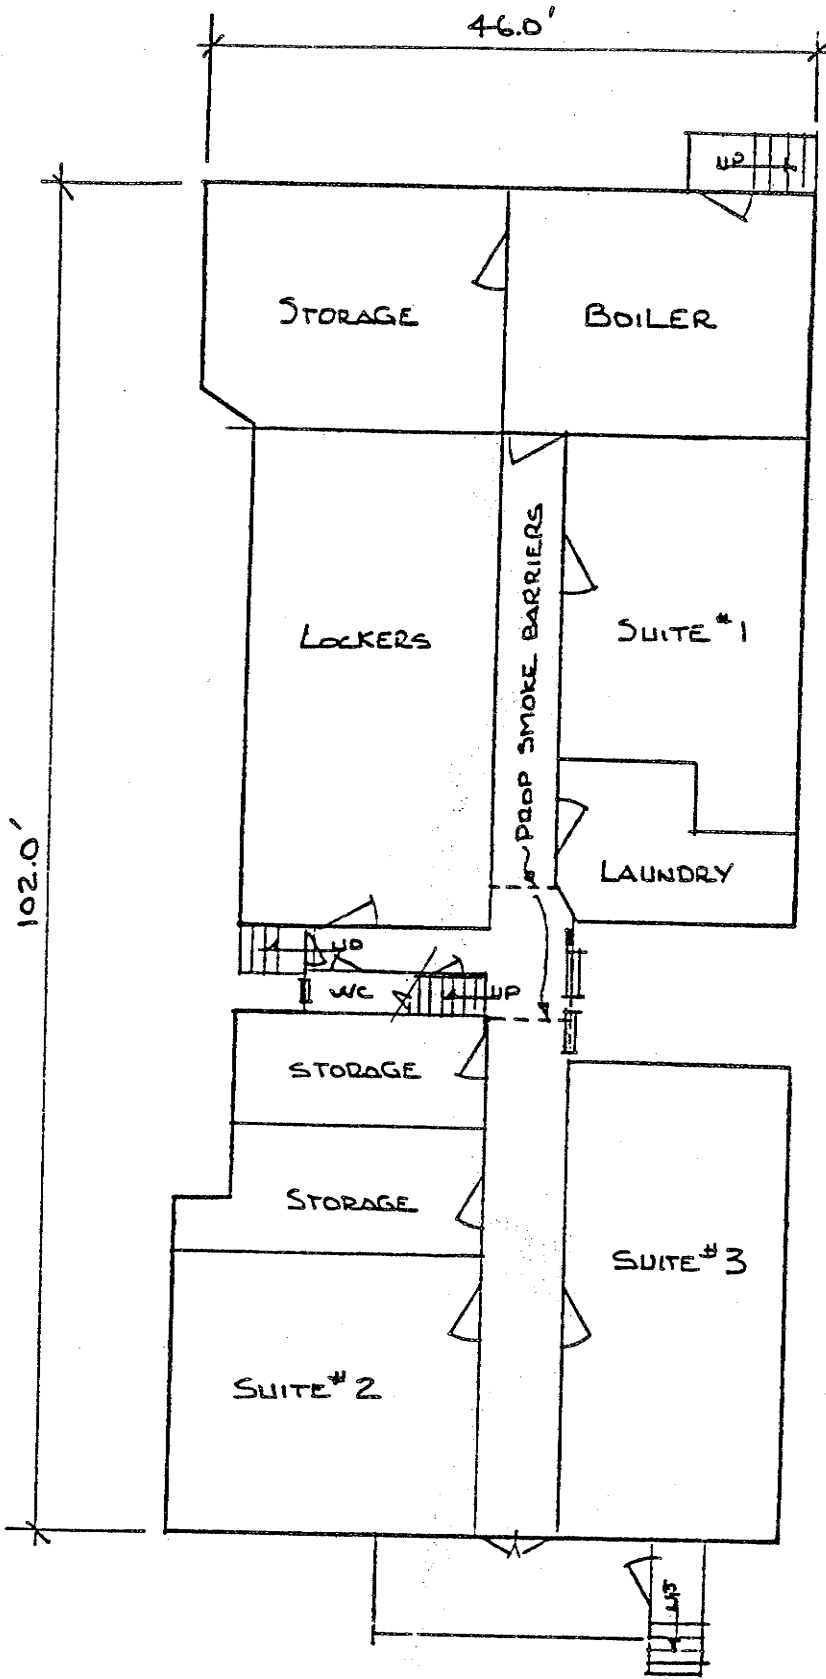 46.0'
UP
STORAGE
BOILER
PROP SMOKE BARRIERS
LOCKERS
SUITE #1
102.0'
LAUNDRY
UP
WC
UP
STORAGE
STORAGE
SUITE #3
SUITE #2
UP